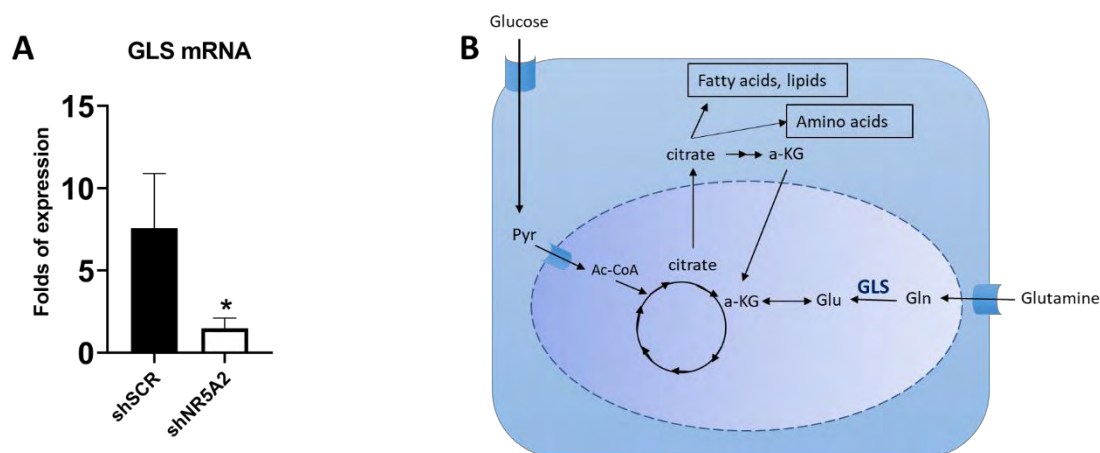 A
GLS mRNA
Folds of expression
15
10
5
0
*
shSCR
shNR5A2
B
Glucose
Fatty acids, lipids
Amino acids
citrate
a-KG
Pyr
Ac-CoA
citrate
a-KG
Glu
GLS
Gln
Glutamine